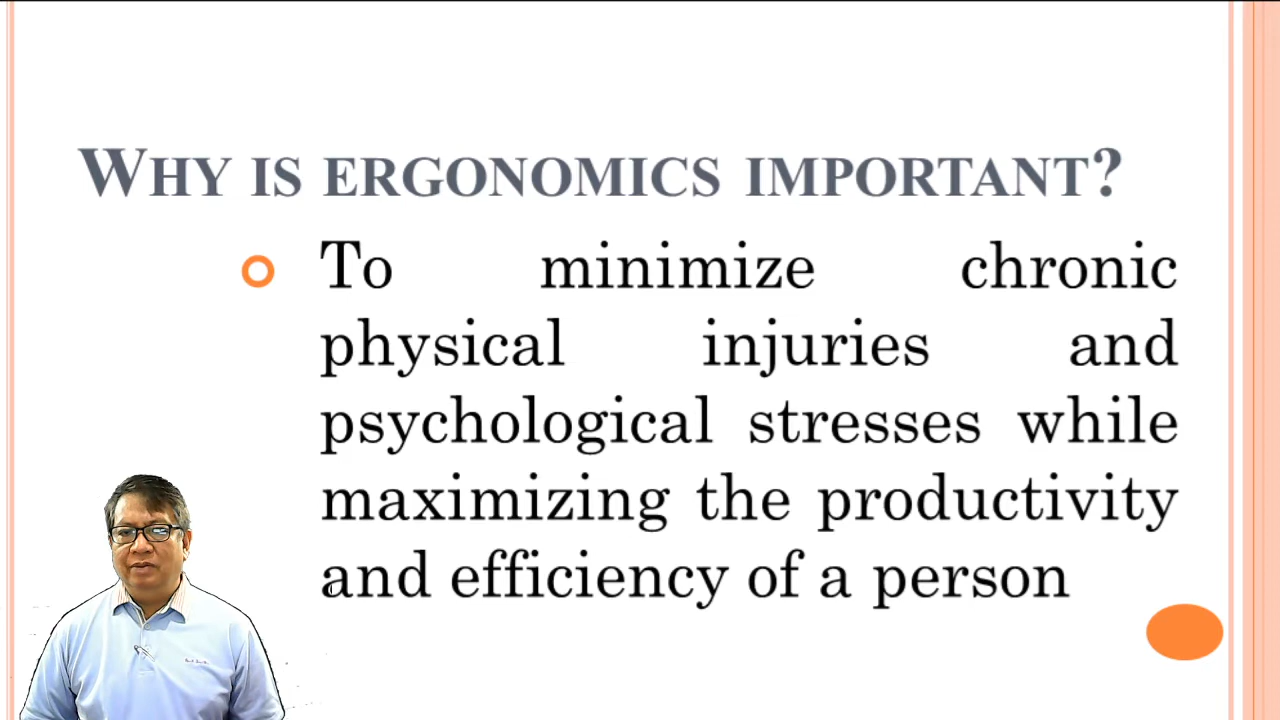 WHY IS ERGONOMICS IMPORTANT?
To minimize chronic
physical injuries and
psychological stresses while
maximizing the productivity
and efficiency of a person